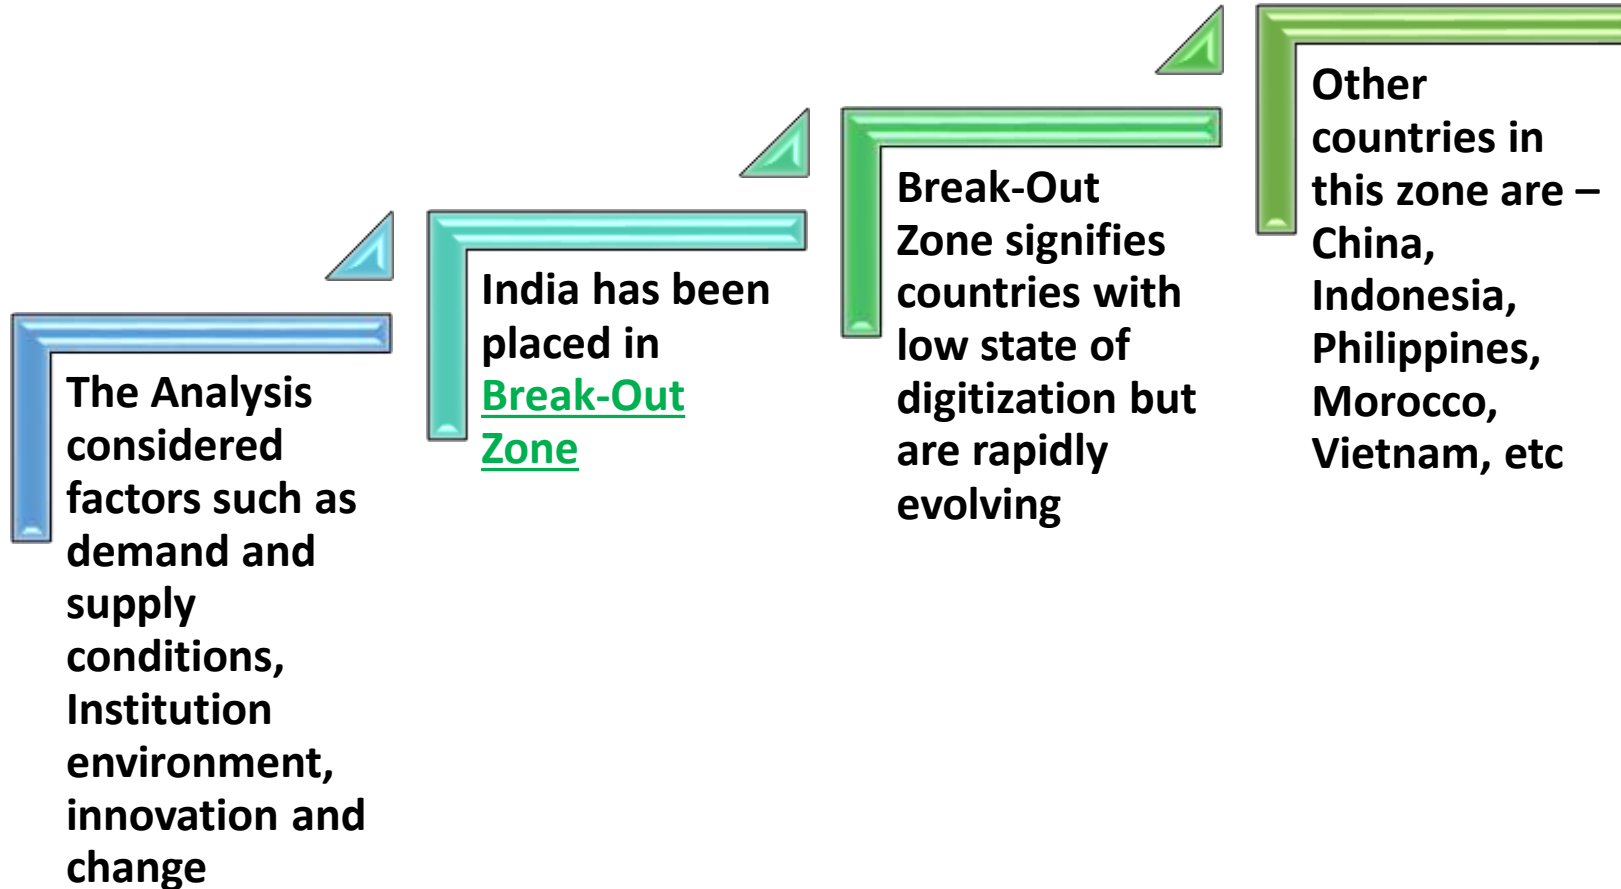 The Analysis
considered
factors such as
demand and
supply
conditions,
Institution
environment,
innovation and
change
India has been
placed in
Break-Out
Zone
Break-Out
Zone signifies
countries with
low state of
digitization but
are rapidly
evolving
Other
countries in
this zone are –
China,
Indonesia,
Philippines,
Morocco,
Vietnam, etc